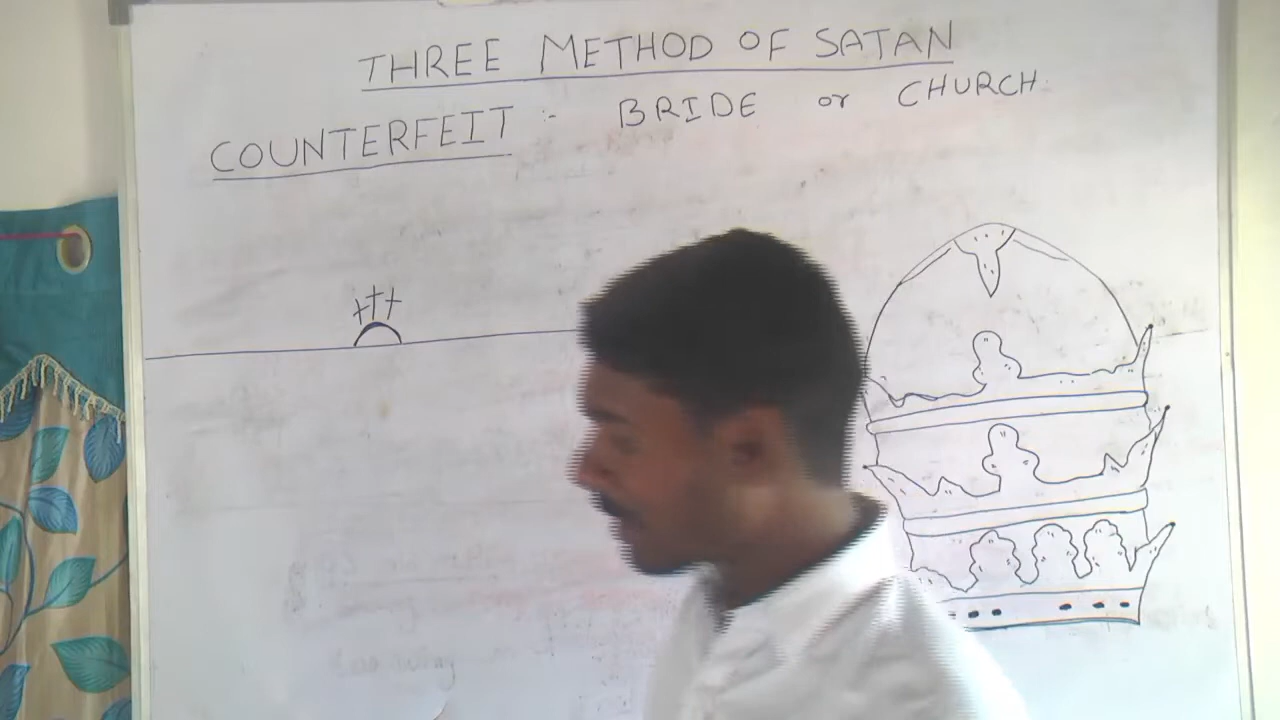 THREE METHOD OF SATAN
COUNTERFEIT :- BRIDE or CHURCH